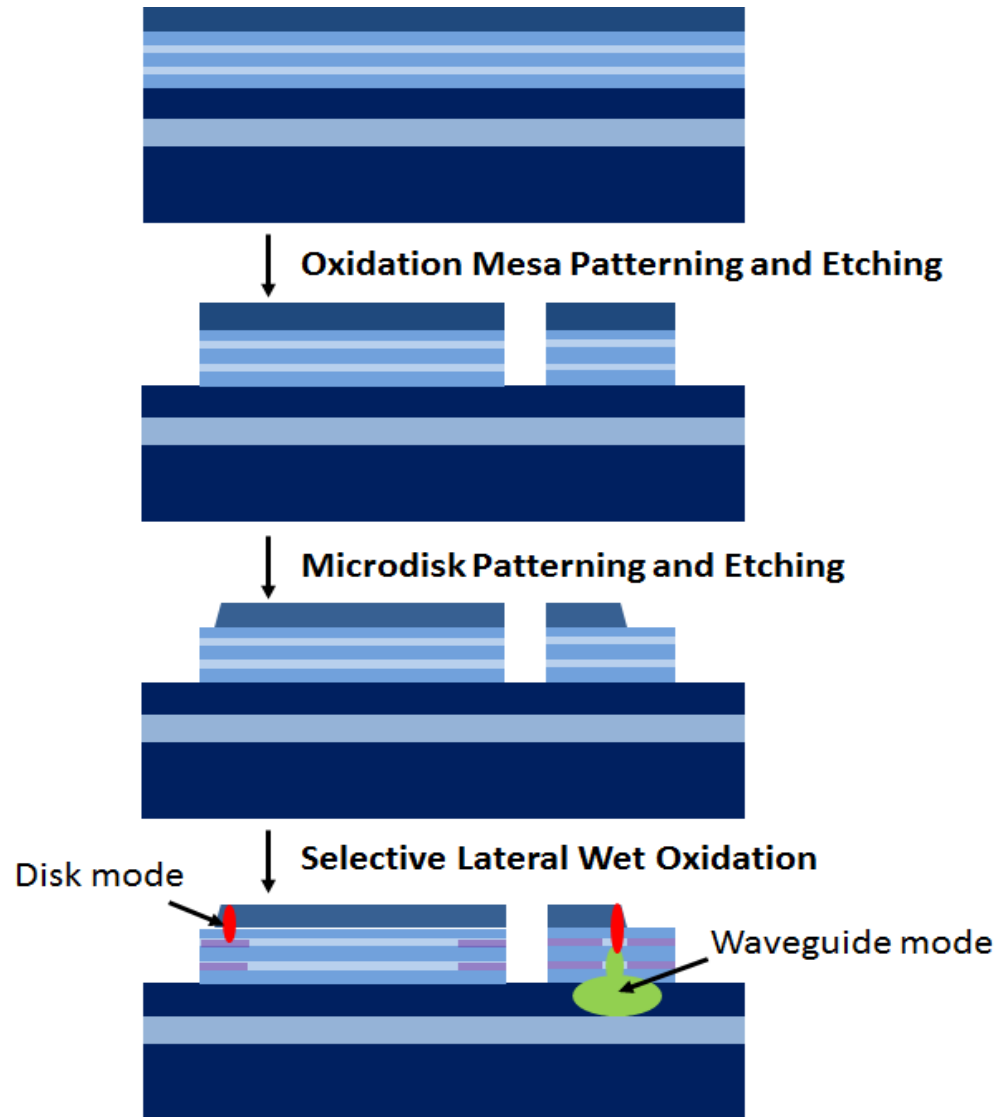 Oxidation Mesa Patterning and Etching
Microdisk Patterning and Etching
Selective Lateral Wet Oxidation
Disk mode
Waveguide mode